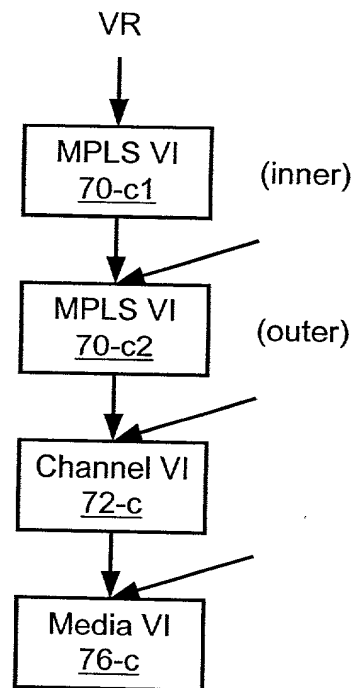 VR
MPLS VI
70-c1
(inner)
MPLS VI
70-c2
(outer)
Channel VI
72-c
Media VI
76-c